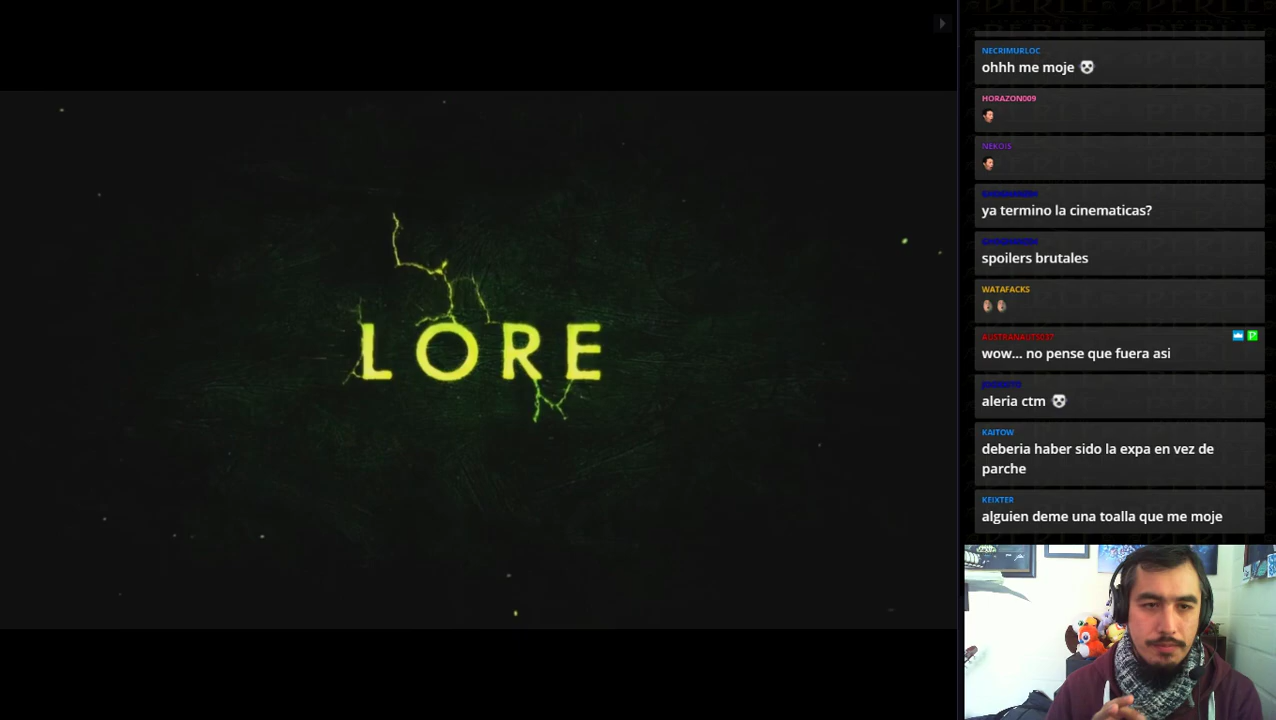 PERLE PERLE
NECRIMURLOC
ohhh me moje
HORAZON009
NEKOIS
ya termino la cinematicas?
spoilers brutales
WATAFACKS
LORE
wow... no pense que fuera asi
aleria ctm
KAITOW
deberia haber sido la expa en vez de
parche
KEIXTER
alguien deme una toalla que me moje